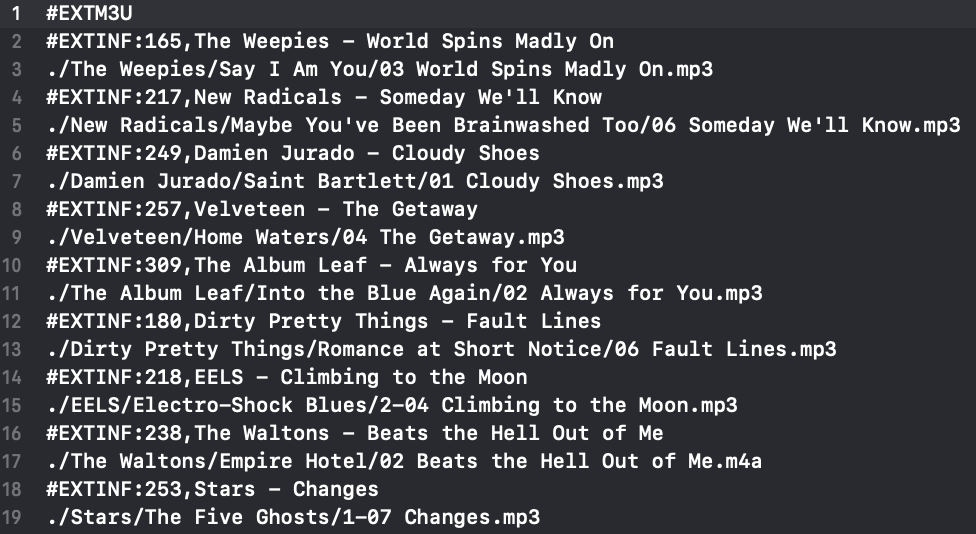 1 #EXTM3U
2 #EXTINF:165,The Weepies - World Spins Madly On
3 ./The Weepies/Say I Am You/03 World Spins Madly On.mp3
4 #EXTINF:217,New Radicals - Someday We'll Know
5 ./New Radicals/Maybe You've Been Brainwashed Too/06 Someday We'll Know.mp3
6 #EXTINF:249,Damien Jurado - Cloudy Shoes
7 ./Damien Jurado/Saint Bartlett/01 Cloudy Shoes.mp3
8 #EXTINF:257,Velveteen - The Getaway
9 ./Velveteen/Home Waters/04 The Getaway.mp3
10 #EXTINF:309,The Album Leaf - Always for You
11 ./The Album Leaf/Into the Blue Again/02 Always for You.mp3
12 #EXTINF:180,Dirty Pretty Things - Fault Lines
13 ./Dirty Pretty Things/Romance at Short Notice/06 Fault Lines.mp3
14 #EXTINF:218,EELS - Climbing to the Moon
15 ./EELS/Electro-Shock Blues/2-04 Climbing to the Moon.mp3
16 #EXTINF:238,The Waltons - Beats the Hell Out of Me
17 ./The Waltons/Empire Hotel/02 Beats the Hell Out of Me.m4a
18 #EXTINF:253,Stars - Changes
19 ./Stars/The Five Ghosts/1-07 Changes.mp3